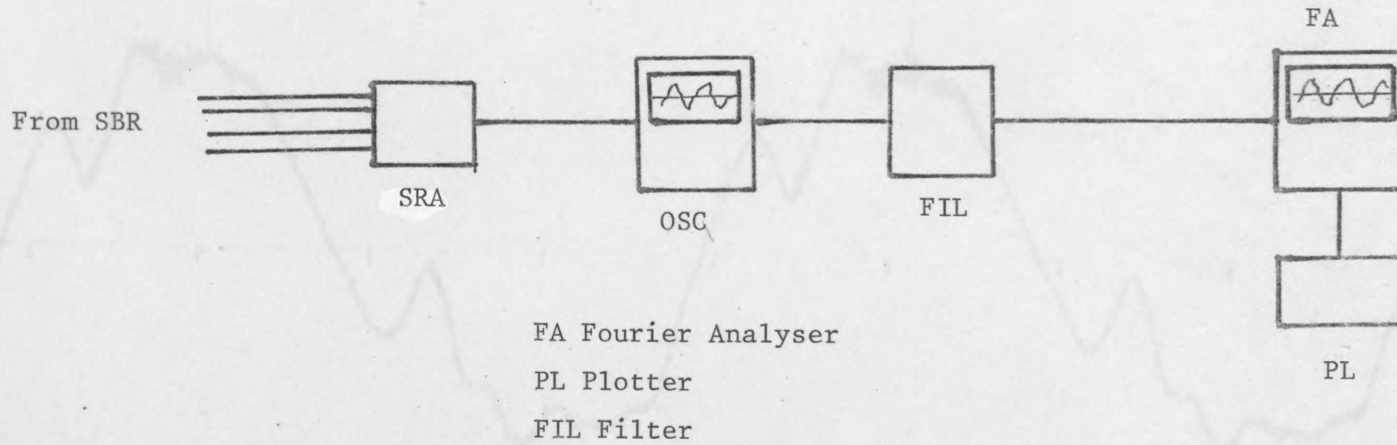 FA
From SBR
SRA
OSC
FIL
FA Fourier Analyser
PL Plotter
PL
FIL Filter